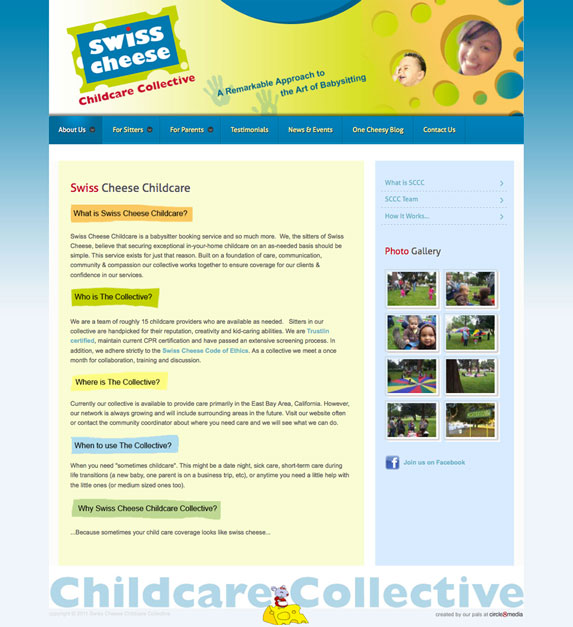 swiss
cheese
Childcare Collective
A Remarkable Approach to
the Art of Babysitting
About Us
For Sitters
For Parents
Testimonials
News & Events
One Cheesy Blog
Contact Us
Swiss Cheese Childcare
What is Swiss Cheese Childcare?
Swiss Cheese Childcare is a babysitter booking service and so much more. We, the sitters of Swiss
Cheese, believe that securing exceptional in-your-home childcare on an as-needed basis should be
simple. This service exists for just that reason. Built on a foundation of care, communication,
community & compassion our collective works together to ensure coverage for our clients &
confidence in our services.
Who is The Collective?
We are a team of roughly 15 childcare providers who are available as needed. Sitters in our
collective are handpicked for their reputation, creativity and kid-caring abilities. We are Trustlin
certified, maintain current CPR certification and have passed an extensive screening process. In
addition, we adhere strictly to the Swiss Cheese Code of Ethics. As a collective we meet a once
month for collaboration, training and discussion.
Where is The Collective?
Currently our collective is available to provide care primarily in the East Bay Area, California. However,
our network is always growing and will include surrounding areas in the future. Visit our website often
or contact the community coordinator about where you need care and we will see what we can do.
When to use The Collective?
When you need "sometimes childcare". This might be a date night, sick care, short-term care during
life transitions (a new baby, one parent is on a business trip, etc), or anytime you need a little help with
the little ones (or medium sized ones too).
Why Swiss Cheese Childcare Collective?
...Because sometimes your child care coverage looks like swiss cheese...
What is SCCC
SCCC Team
How it Works...
Photo Gallery
Join us on Facebook
Childcare Collective
copyright © 2011 Swiss Cheese Childcare Collective
created by our pals at circle8media